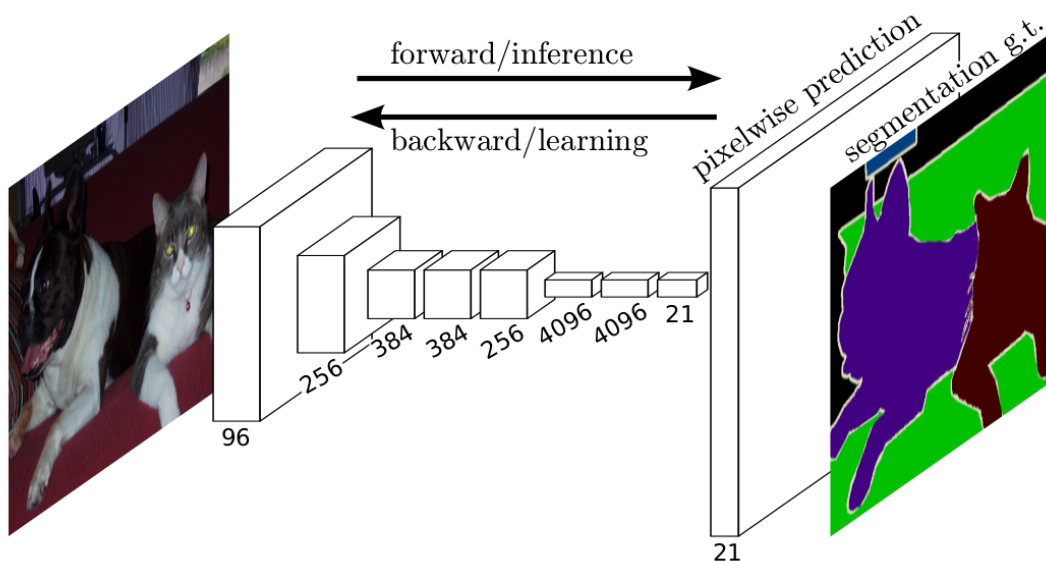 forward/inference
backward/learning
pixelwise prediction
segmentation g.t.
96
256
384
384
256
4096
4096
21
21